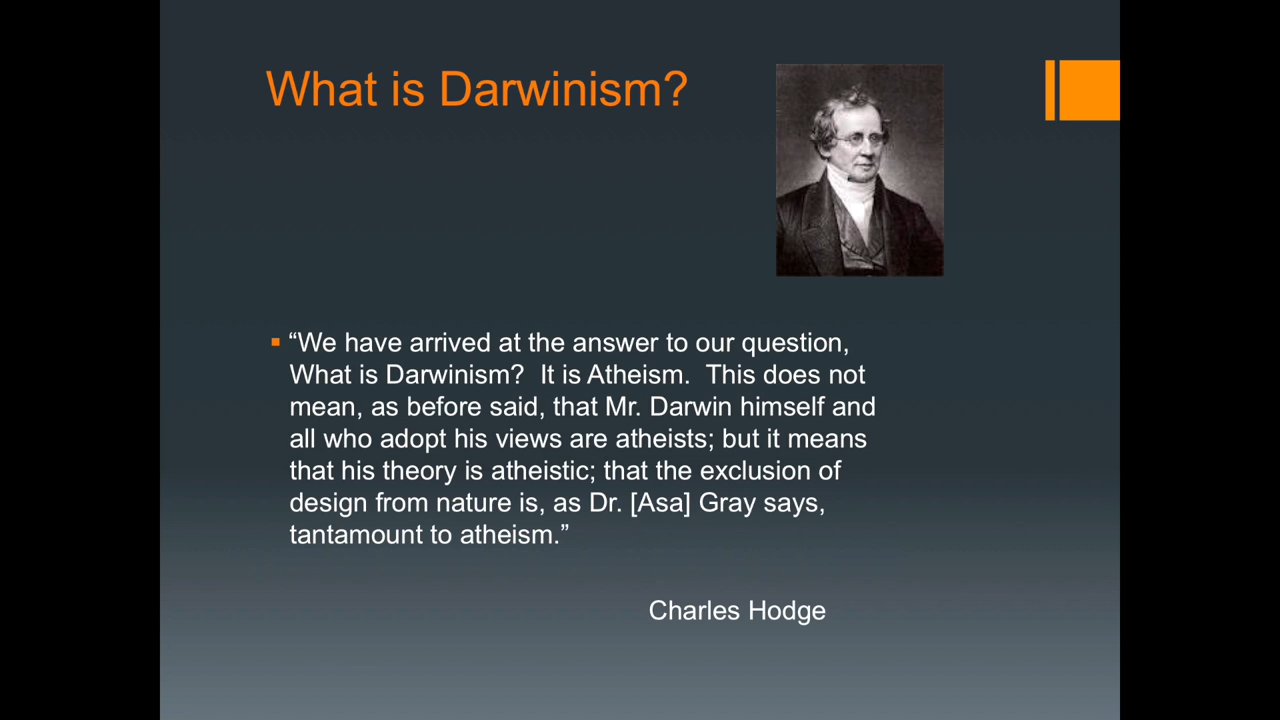 What is Darwinism?
“We have arrived at the answer to our question,
What is Darwinism?  It is Atheism.  This does not
mean, as before said, that Mr. Darwin himself and
all who adopt his views are atheists; but it means
that his theory is atheistic; that the exclusion of
design from nature is, as Dr. [Asa] Gray says,
tantamount to atheism.”
Charles Hodge